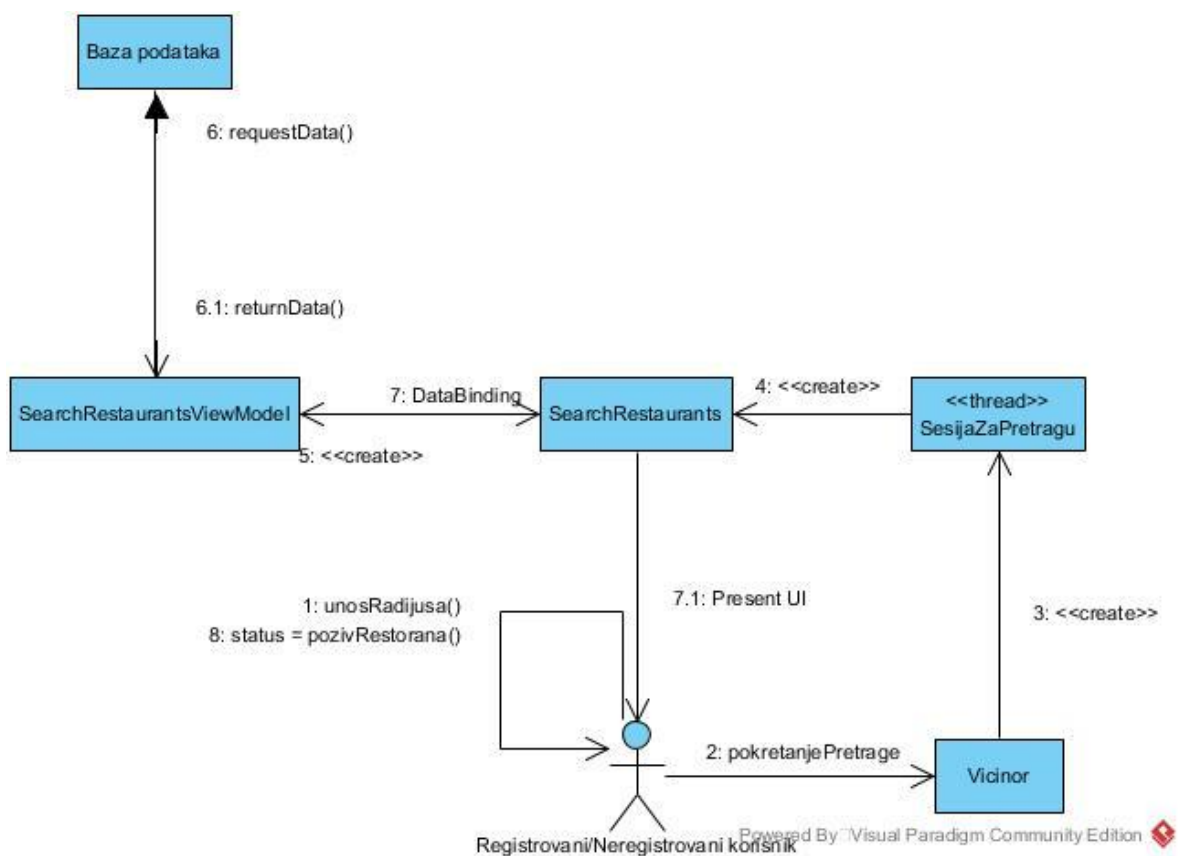 Baza podataka
6: requestData()
6.1: returnData()
SearchRestaurantsViewModel
7: DataBinding
5: <<create>>
SearchRestaurants
4: <<create>>
<<thread>>
SesijaZaPretragu
1: unosRadijusa()
8: status = pozivRestorana()
7.1: Present UI
3: <<create>>
2: pokretanjePretrage
Vicinor
Registrovani/Neregistrovani korisnik
Powered By Visual Paradigm Community Edition